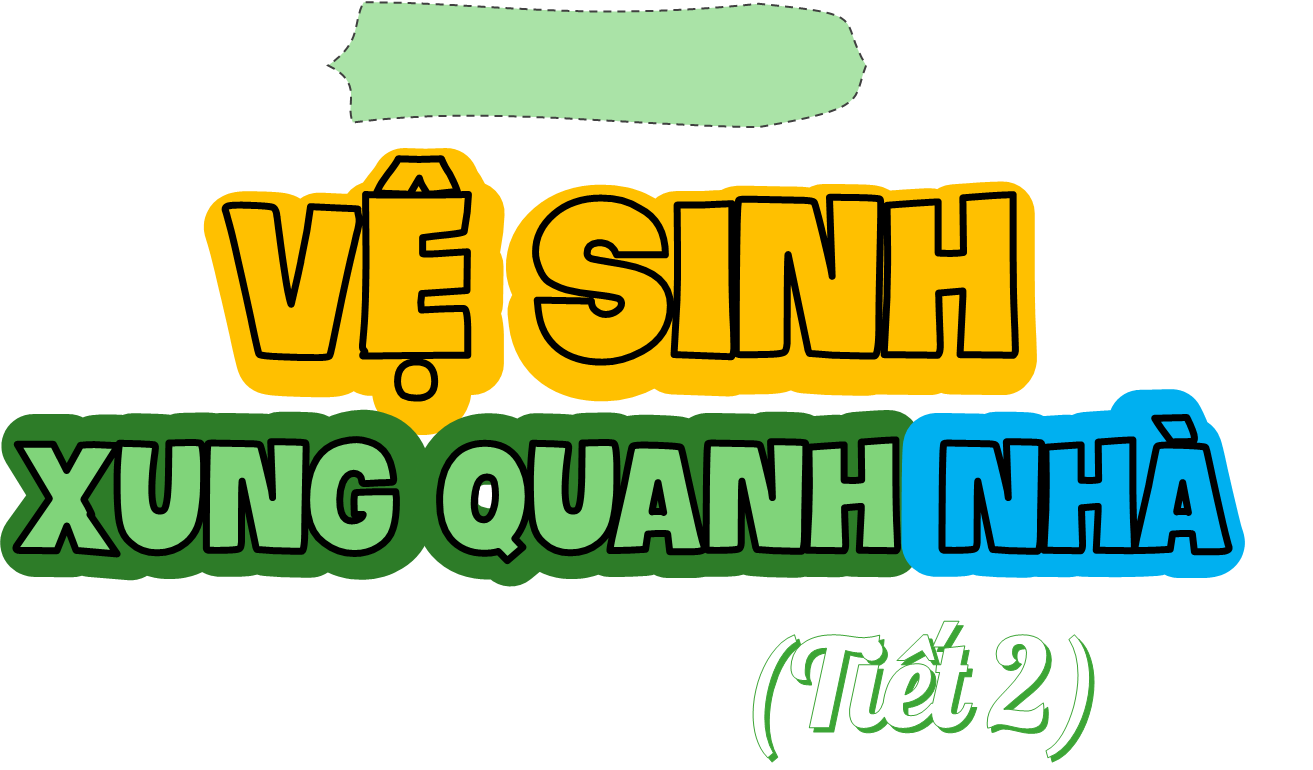 VỆ SINH
XUNG QUANH NHÀ
(Tiết 2)